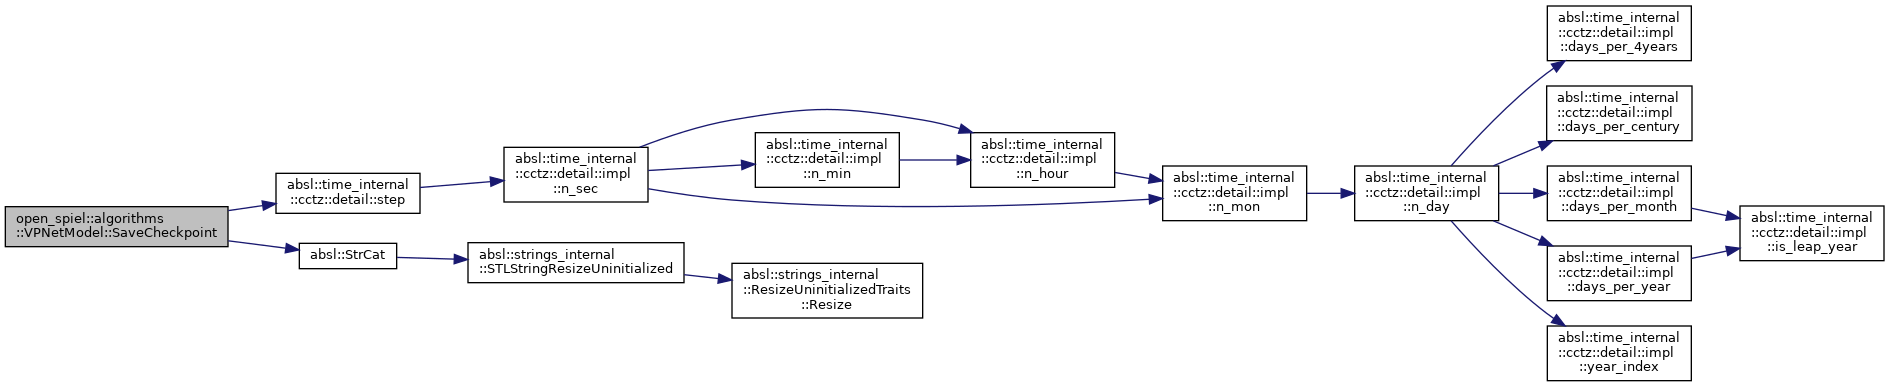 open_spiel::algorithms
::VPNetModel::SaveCheckpoint
absl::time_internal
::cctz::detail::step
absl::StrCat
absl::time_internal
::cctz::detail::impl
::n_sec
absl::strings_internal
::STLStringResizeUninitialized
absl::time_internal
::cctz::detail::impl
::n_min
absl::strings_internal
::ResizeUninitializedTraits
::Resize
absl::time_internal
::cctz::detail::impl
::n_hour
absl::time_internal
::cctz::detail::impl
::n_mon
absl::time_internal
::cctz::detail::impl
::n_day
absl::time_internal
::cctz::detail::impl
::days_per_4years
absl::time_internal
::cctz::detail::impl
::days_per_century
absl::time_internal
::cctz::detail::impl
::days_per_month
absl::time_internal
::cctz::detail::impl
::days_per_year
absl::time_internal
::cctz::detail::impl
::year_index
absl::time_internal
::cctz::detail::impl
::is_leap_year